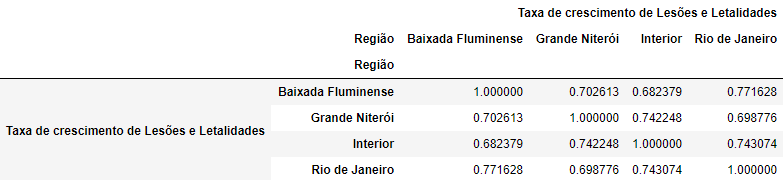 Taxa de crescimento de Lesões e Letalidades
Região Baixada Fluminense Grande Niterói Interior Rio de Janeiro
Região
Baixada Fluminense 1.000000 0.702613 0.682379 0.771628
Grande Niterói 0.702613 1.000000 0.742248 0.698776
Taxa de crescimento de Lesões e Letalidades
Interior 0.682379 0.742248 1.000000 0.743074
Rio de Janeiro 0.771628 0.698776 0.743074 1.000000